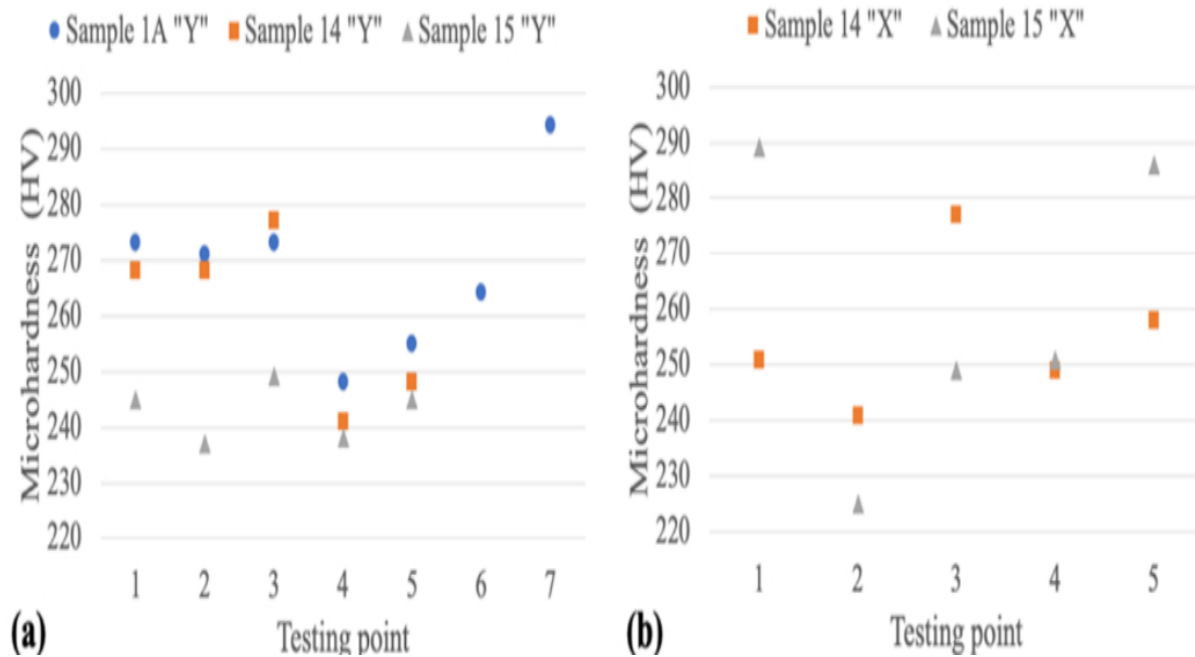 Sample 1A "Y" Sample 14 "Y" Sample 15 "Y"
300
290
280
270
260
250
240
230
220
Microhardness (HV)
1 2 3 4 5 6 7
Testing point
(a)
Sample 14 "X" Sample 15 "X"
300
290
280
270
260
250
240
230
220
Microhardness (HV)
1 2 3 4 5
Testing point
(b)